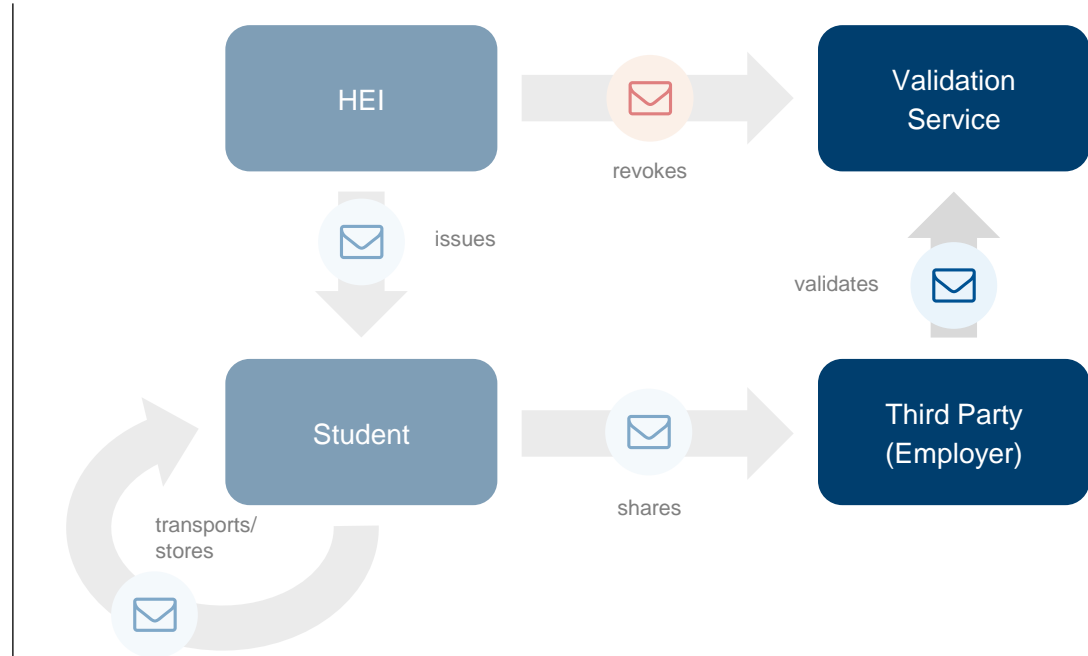 HEI
Validation
Service
revokes
issues
validates
Student
Third Party
(Employer)
shares
transports/
stores